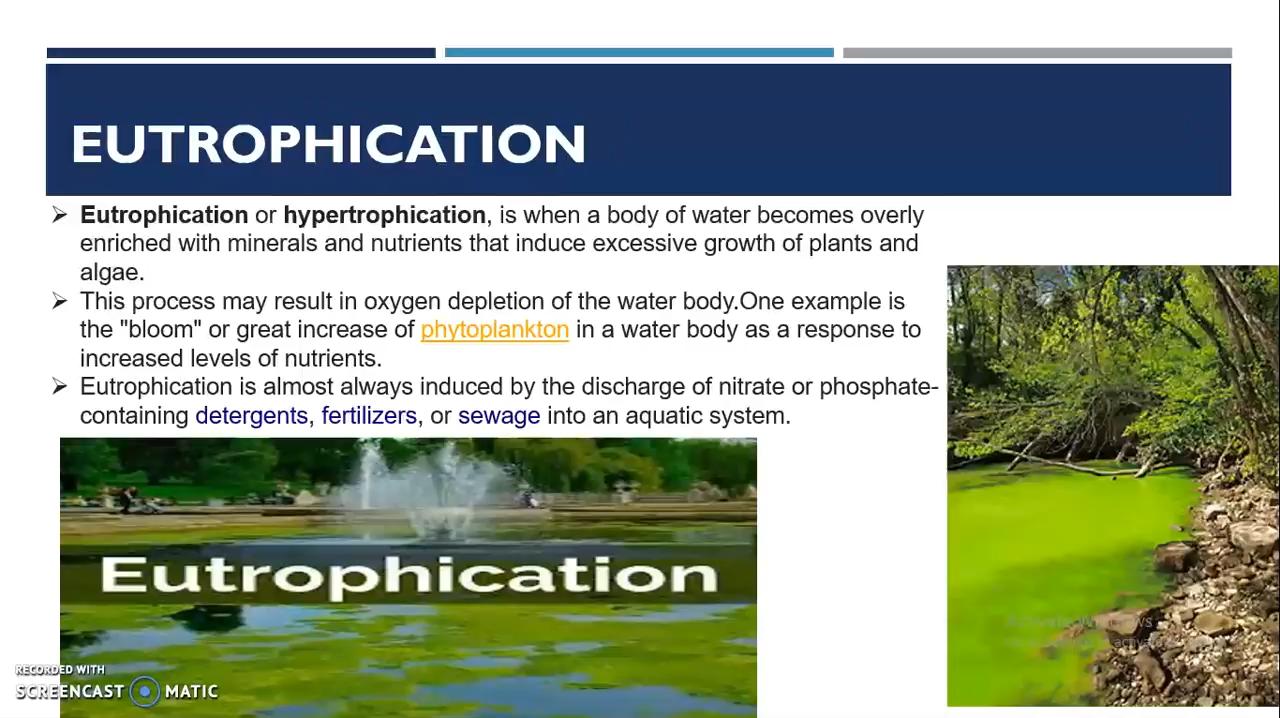 EUTROPHICATION
➢ Eutrophication or hypertrophication, is when a body of water becomes overly
enriched with minerals and nutrients that induce excessive growth of plants and
algae.
➢ This process may result in oxygen depletion of the water body.One example is
the "bloom" or great increase of phytoplankton in a water body as a response to
increased levels of nutrients.
➢ Eutrophication is almost always induced by the discharge of nitrate or phosphate-
containing detergents, fertilizers, or sewage into an aquatic system.
Eutrophication
Activate Windows
RECORDED WITH
SCREENCAST MATIC